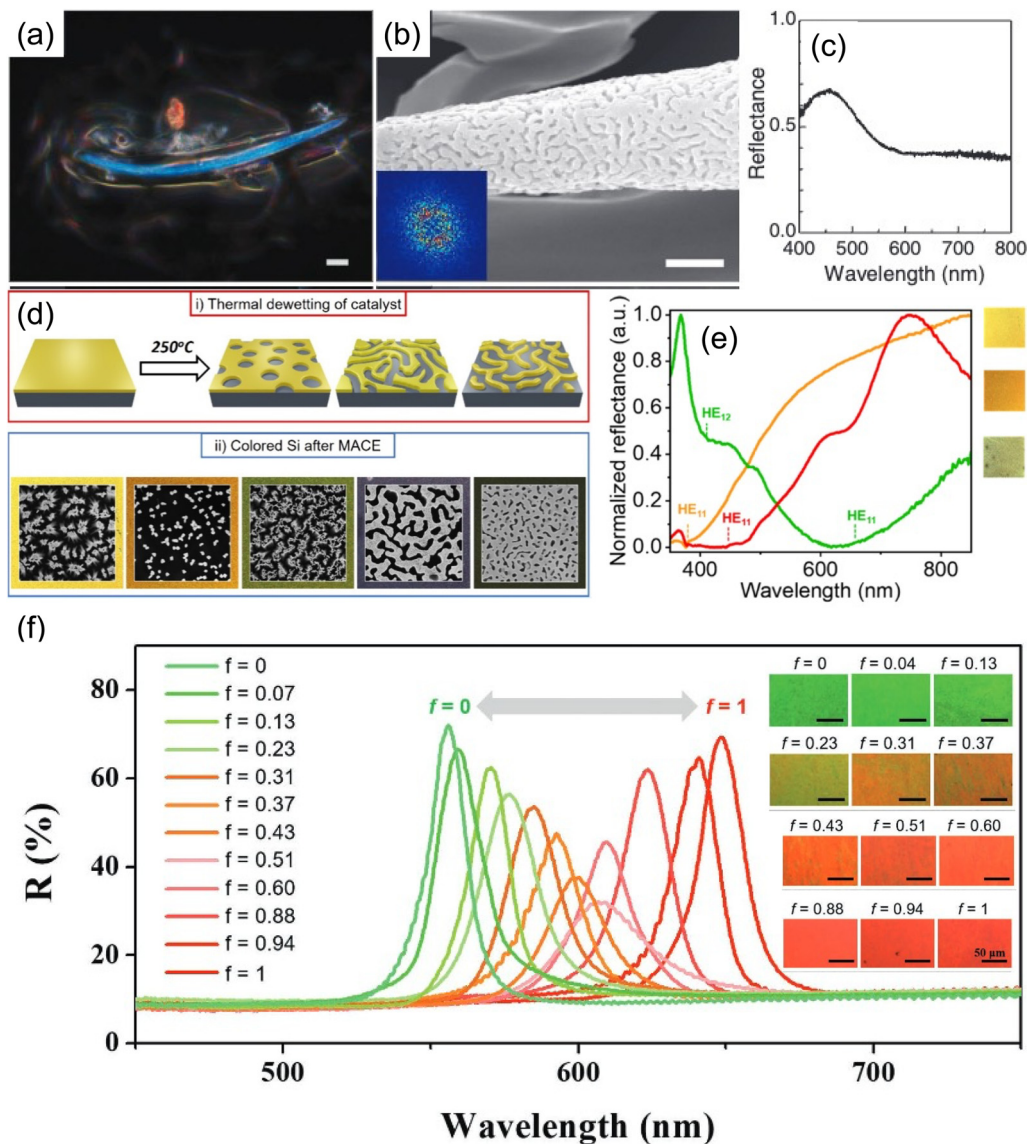 (a)
(b)
(c)
1.0
0.5
0.0
Reflectance
400 500 600 700 800
Wavelength (nm)
(d)
i) Thermal dewetting of catalyst
250°C
ii) Colored Si after MACE
(e)
1.0
0.8
0.6
0.4
0.2
0.0
Normalized reflectance (a.u.)
HE12
HE11
HE11
HE11
400 600 800
Wavelength (nm)
(f)
80
60
40
20
0
R (%)
f = 0
f = 0.07
f = 0.13
f = 0.23
f = 0.31
f = 0.37
f = 0.43
f = 0.51
f = 0.60
f = 0.88
f = 0.94
f = 1
f = 0
f = 1
f = 0 f = 0.04 f = 0.13
f = 0.23 f = 0.31 f = 0.37
f = 0.43 f = 0.51 f = 0.60
f = 0.88 f = 0.94 f = 1
50 µm
500 600 700
Wavelength (nm)